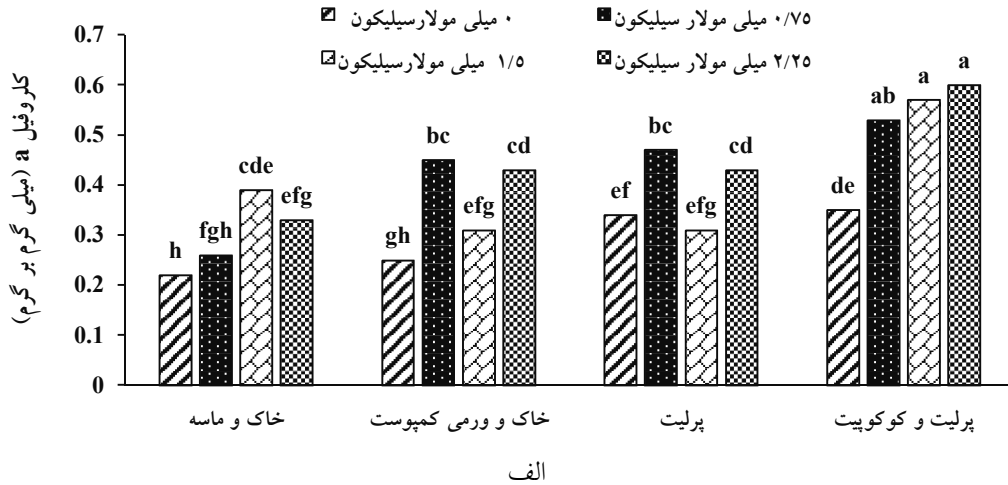 ۰ میلی مولارسیلیکون
۰/۷۵ میلی مولارسیلیکون
۱/۵ میلی مولارسیلیکون
۲/۲۵ میلی مولار سیلیکون
کلروفیل a (میلی گرم بر گرم)
0.7
0.6
0.5
0.4
0.3
0.2
0.1
0
h fgh cde efg
gh bc efg cd
ef bc efg cd
de ab a a
خاک و ماسه
خاک و ورمی کمپوست
پرلیت
پرلیت و کوکوپیت
الف